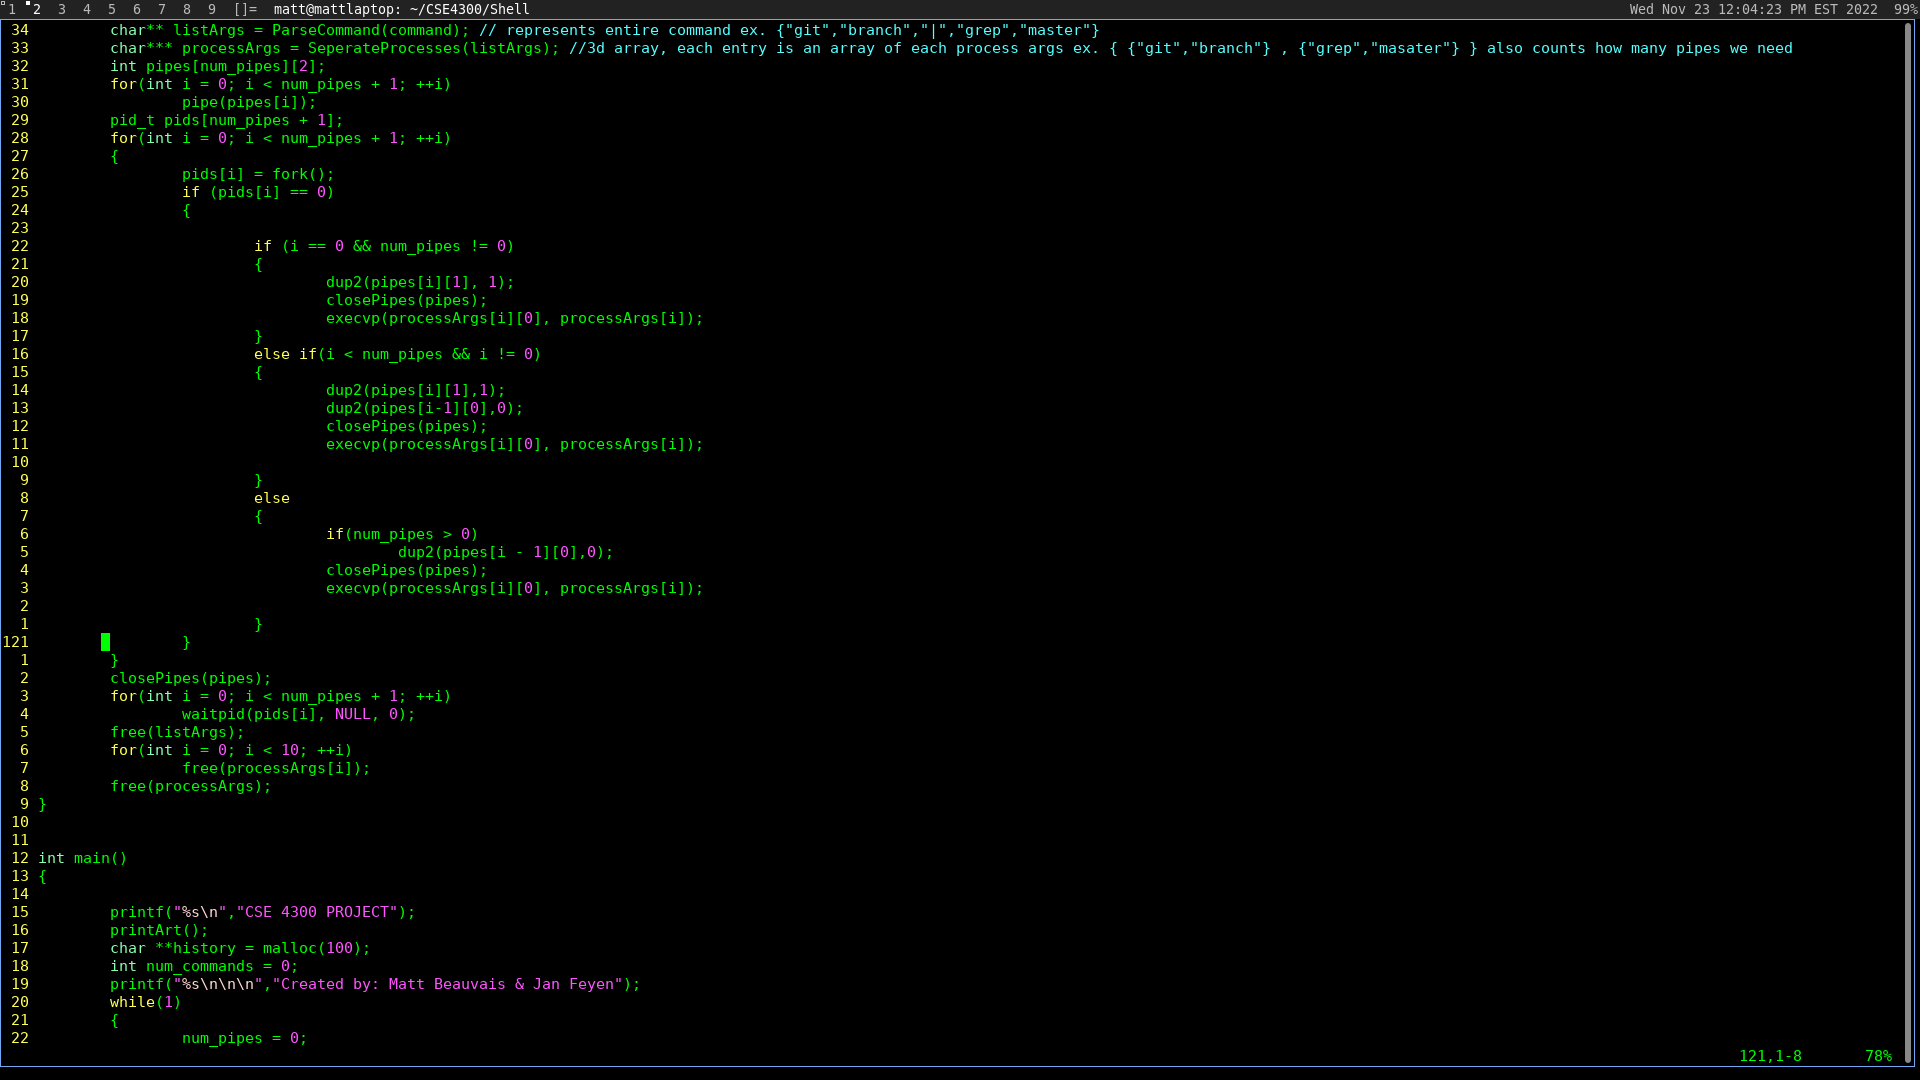 1 2 3 4 5 6 7 8 9 []= matt@mattlaptop: ~/CSE4300/Shell Wed Nov 23 12:04:23 PM EST 2022 99%
34 char** listArgs = ParseCommand(command); // represents entire command ex. {"git","branch","|","grep","master"}
33 char*** processArgs = SeperateProcesses(listArgs); //3d array, each entry is an array of each process args ex. { {"git","branch"} , {"grep","masater"} } also counts how many pipes we need
32 int pipes[num_pipes][2];
31 for(int i = 0; i < num_pipes + 1; ++i)
30 pipe(pipes[i]);
29 pid_t pids[num_pipes + 1];
28 for(int i = 0; i < num_pipes + 1; ++i)
27 {
26 pids[i] = fork();
25 if (pids[i] == 0)
24 {
23
22 if (i == 0 && num_pipes != 0)
21 {
20 dup2(pipes[i][1], 1);
19 closePipes(pipes);
18 execvp(processArgs[i][0], processArgs[i]);
17 }
16 else if(i < num_pipes && i != 0)
15 {
14 dup2(pipes[i][1],1);
13 dup2(pipes[i-1][0],0);
12 closePipes(pipes);
11 execvp(processArgs[i][0], processArgs[i]);
10
9 }
8 else
7 {
6 if(num_pipes > 0)
5 dup2(pipes[i - 1][0],0);
4 closePipes(pipes);
3 execvp(processArgs[i][0], processArgs[i]);
2
1 }
121 }
1 }
2 closePipes(pipes);
3 for(int i = 0; i < num_pipes + 1; ++i)
4 waitpid(pids[i], NULL, 0);
5 free(listArgs);
6 for(int i = 0; i < 10; ++i)
7 free(processArgs[i]);
8 free(processArgs);
9 }
10
11
12 int main()
13 {
14
15 printf("%s\n","CSE 4300 PROJECT");
16 printArt();
17 char **history = malloc(100);
18 int num_commands = 0;
19 printf("%s\n\n\n","Created by: Matt Beauvais & Jan Feyen");
20 while(1)
21 {
22 num_pipes = 0;
121,1-8 78%